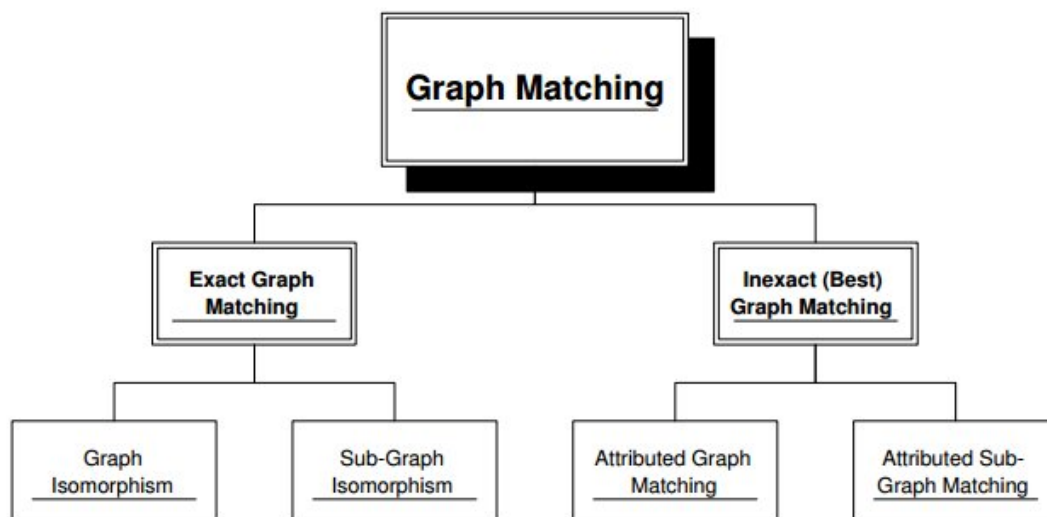 Graph Matching
Exact Graph
Matching
Inexact (Best)
Graph Matching
Graph
Isomorphism
Sub-Graph
Isomorphism
Attributed Graph
Matching
Attributed Sub-
Graph Matching